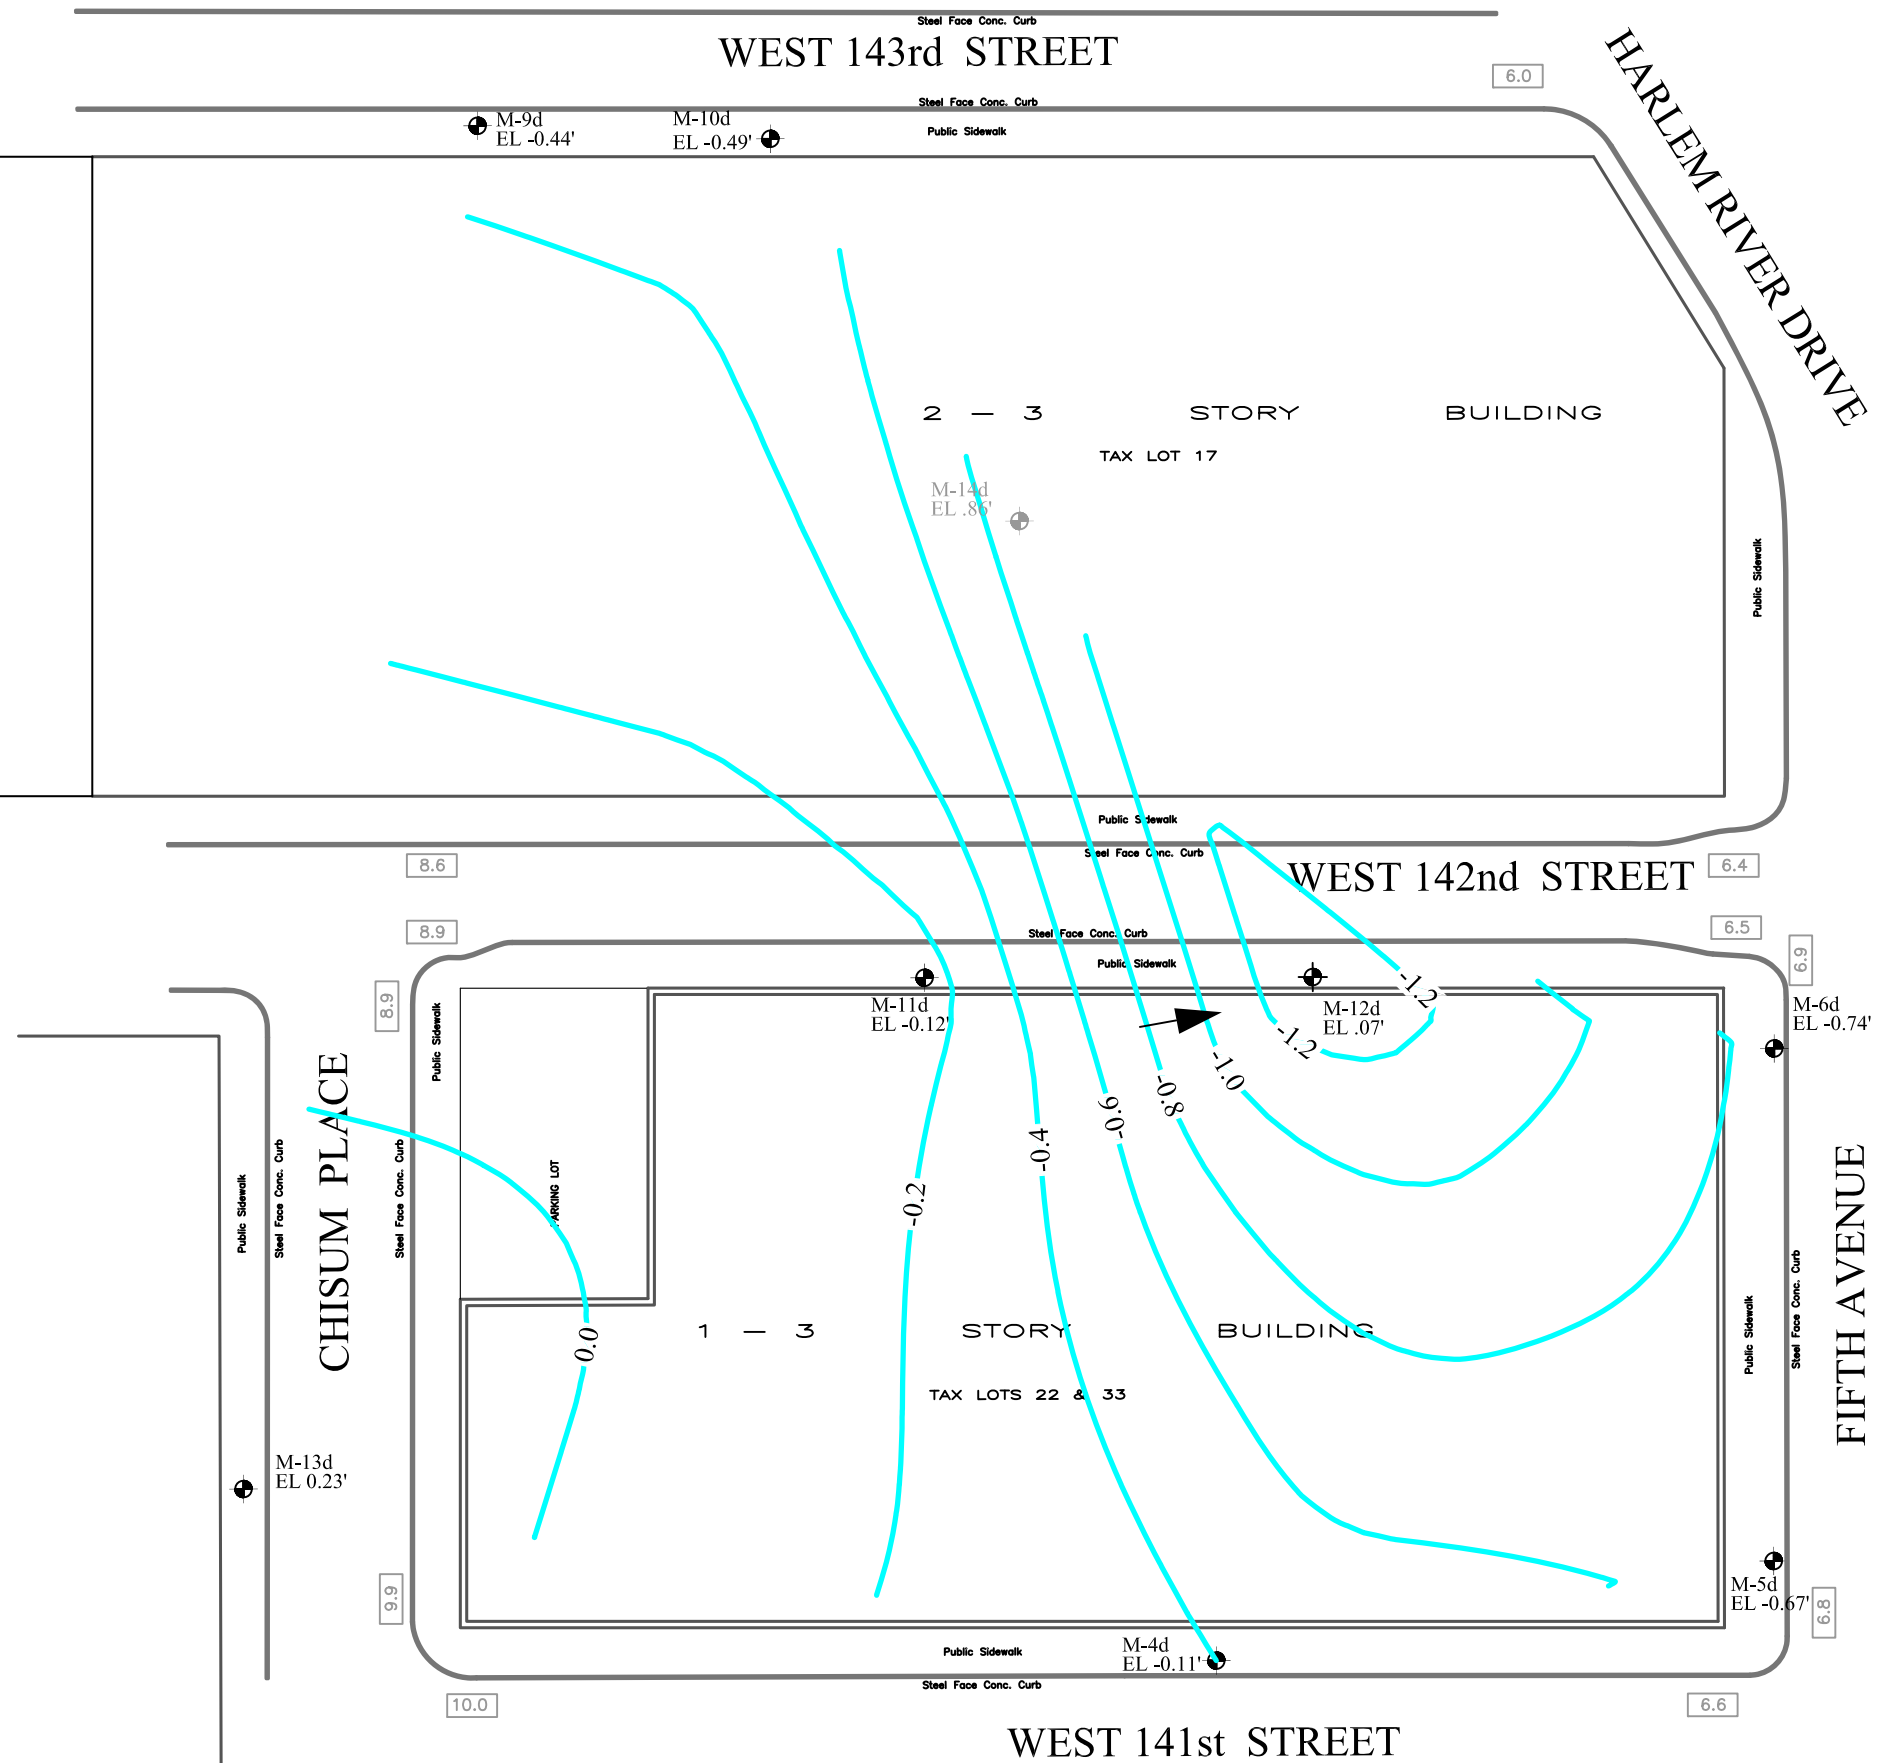 Steel Face Conc. Curb
WEST 143rd STREET
6.0
HARLEM RIVER DRIVE
Steel Face Conc. Curb
M-9d
EL -0.44'
M-10d
EL -0.49'
Public Sidewalk
2 — 3 STORY BUILDING
TAX LOT 17
M-14d
EL .86'
Public Sidewalk
Public Sidewalk
Steel Face Conc. Curb
8.6
WEST 142nd STREET
6.4
8.9
Steel Face Conc. Curb
6.5
6.9
Public Sidewalk
8.9
Public Sidewalk
M-11d
EL -0.12'
M-12d
EL .07'
M-6d
EL -0.74'
-1.2
-1.2
-1.0
-0.8
-0.6
-0.4
-0.2
0.0
CHISUM PLACE
Public Sidewalk
Steel Face Conc. Curb
Steel Face Conc. Curb
PARKING LOT
FIFTH AVENUE
Public Sidewalk
Steel Face Conc. Curb
1 — 3 STORY BUILDING
TAX LOTS 22 & 33
M-13d
EL 0.23'
9.9
M-5d
EL -0.67'
6.8
M-4d
EL -0.11'
Public Sidewalk
Steel Face Conc. Curb
10.0
6.6
WEST 141st STREET